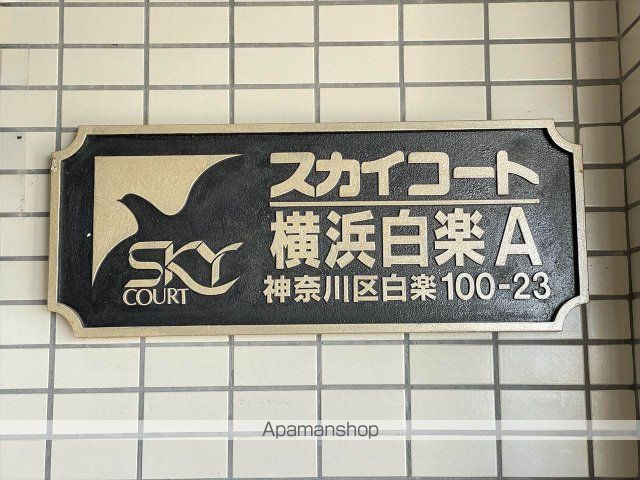 SKY
COURT
スカイコート
横浜白楽A
神奈川区白楽100-23
Apamanshop